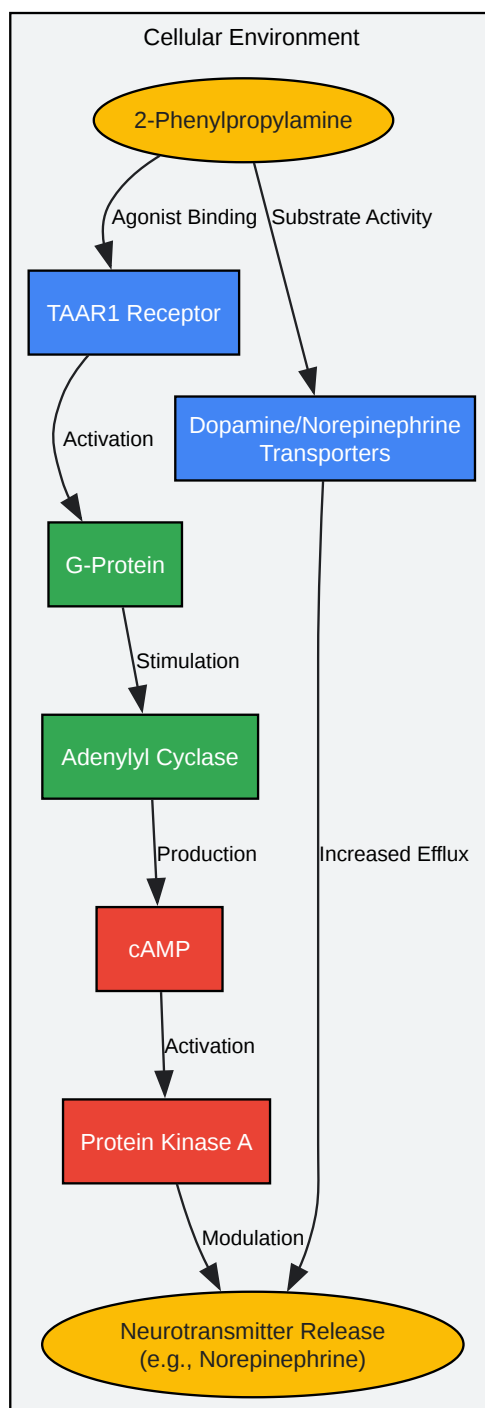 Cellular Environment
2-Phenylpropylamine
Agonist Binding
Substrate Activity
TAAR1 Receptor
Dopamine/Norepinephrine
Transporters
Activation
G-Protein
Stimulation
Adenylyl Cyclase
Production
Increased Efflux
cAMP
Activation
Protein Kinase A
Modulation
Neurotransmitter Release
(e.g., Norepinephrine)